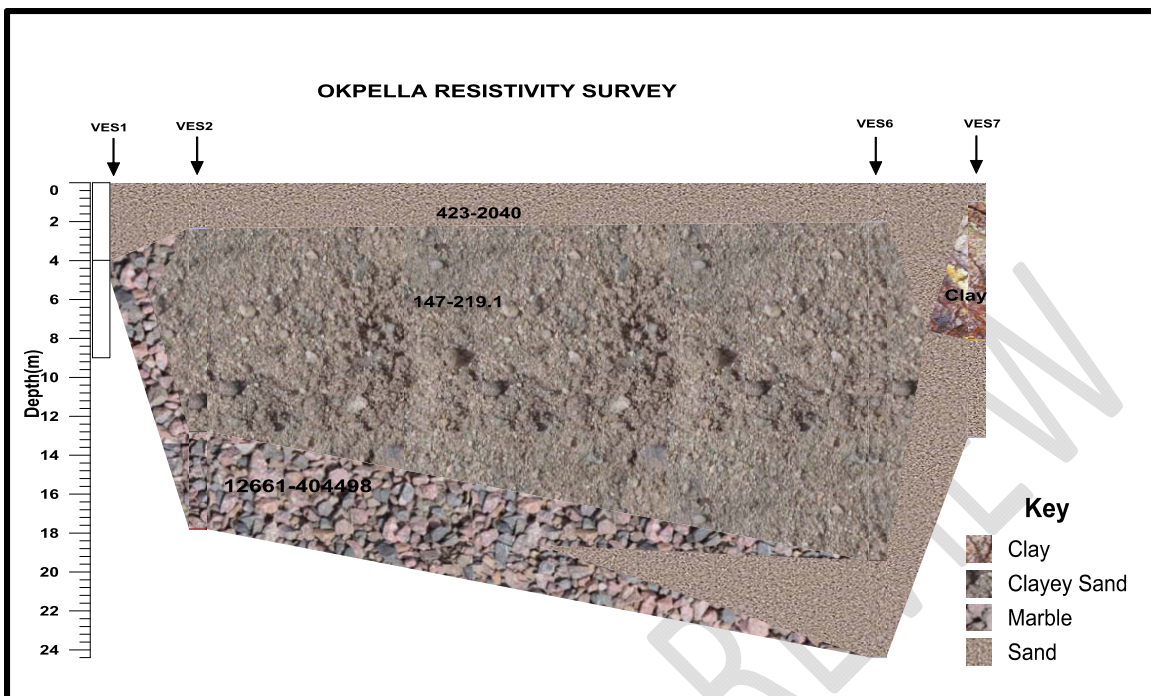 OKPELLA RESISTIVITY SURVEY
VES1 VES2 VES6 VES7
0
2
4
6
8
10
12
14
16
18
20
22
24
Depth(m)
423-2040
147-219.1
Clay
12661-404498
Key
Clay
Clayey Sand
Marble
Sand